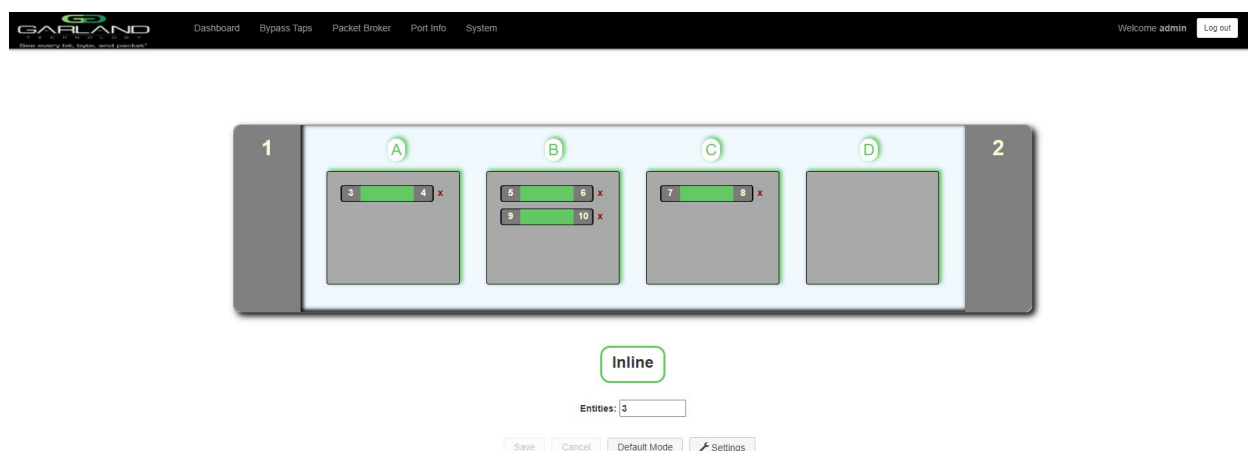 GARLAND
TECHNOLOGY
See every bit, byte, and packet®
Dashboard Bypass Taps Packet Broker Port Info System
Welcome admin Log out
1 A B C D 2
3 4 x 5 6 x 7 8 x
9 10 x
Inline
Entities: 3
Save Cancel Default Mode Settings